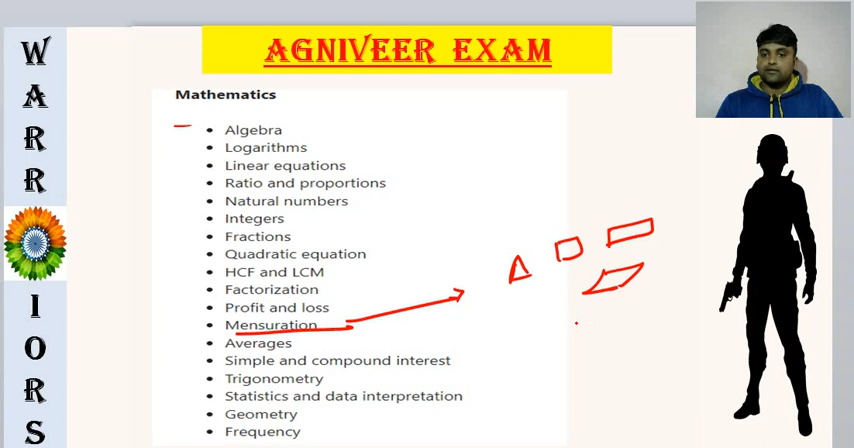 AGNIVEER EXAM
W
A
R
R
I
O
R
S
Mathematics
• Algebra
• Logarithms
• Linear equations
• Ratio and proportions
• Natural numbers
• Integers
• Fractions
• Quadratic equation
• HCF and LCM
• Factorization
• Profit and loss
• Mensuration
• Averages
• Simple and compound interest
• Trigonometry
• Statistics and data interpretation
• Geometry
• Frequency